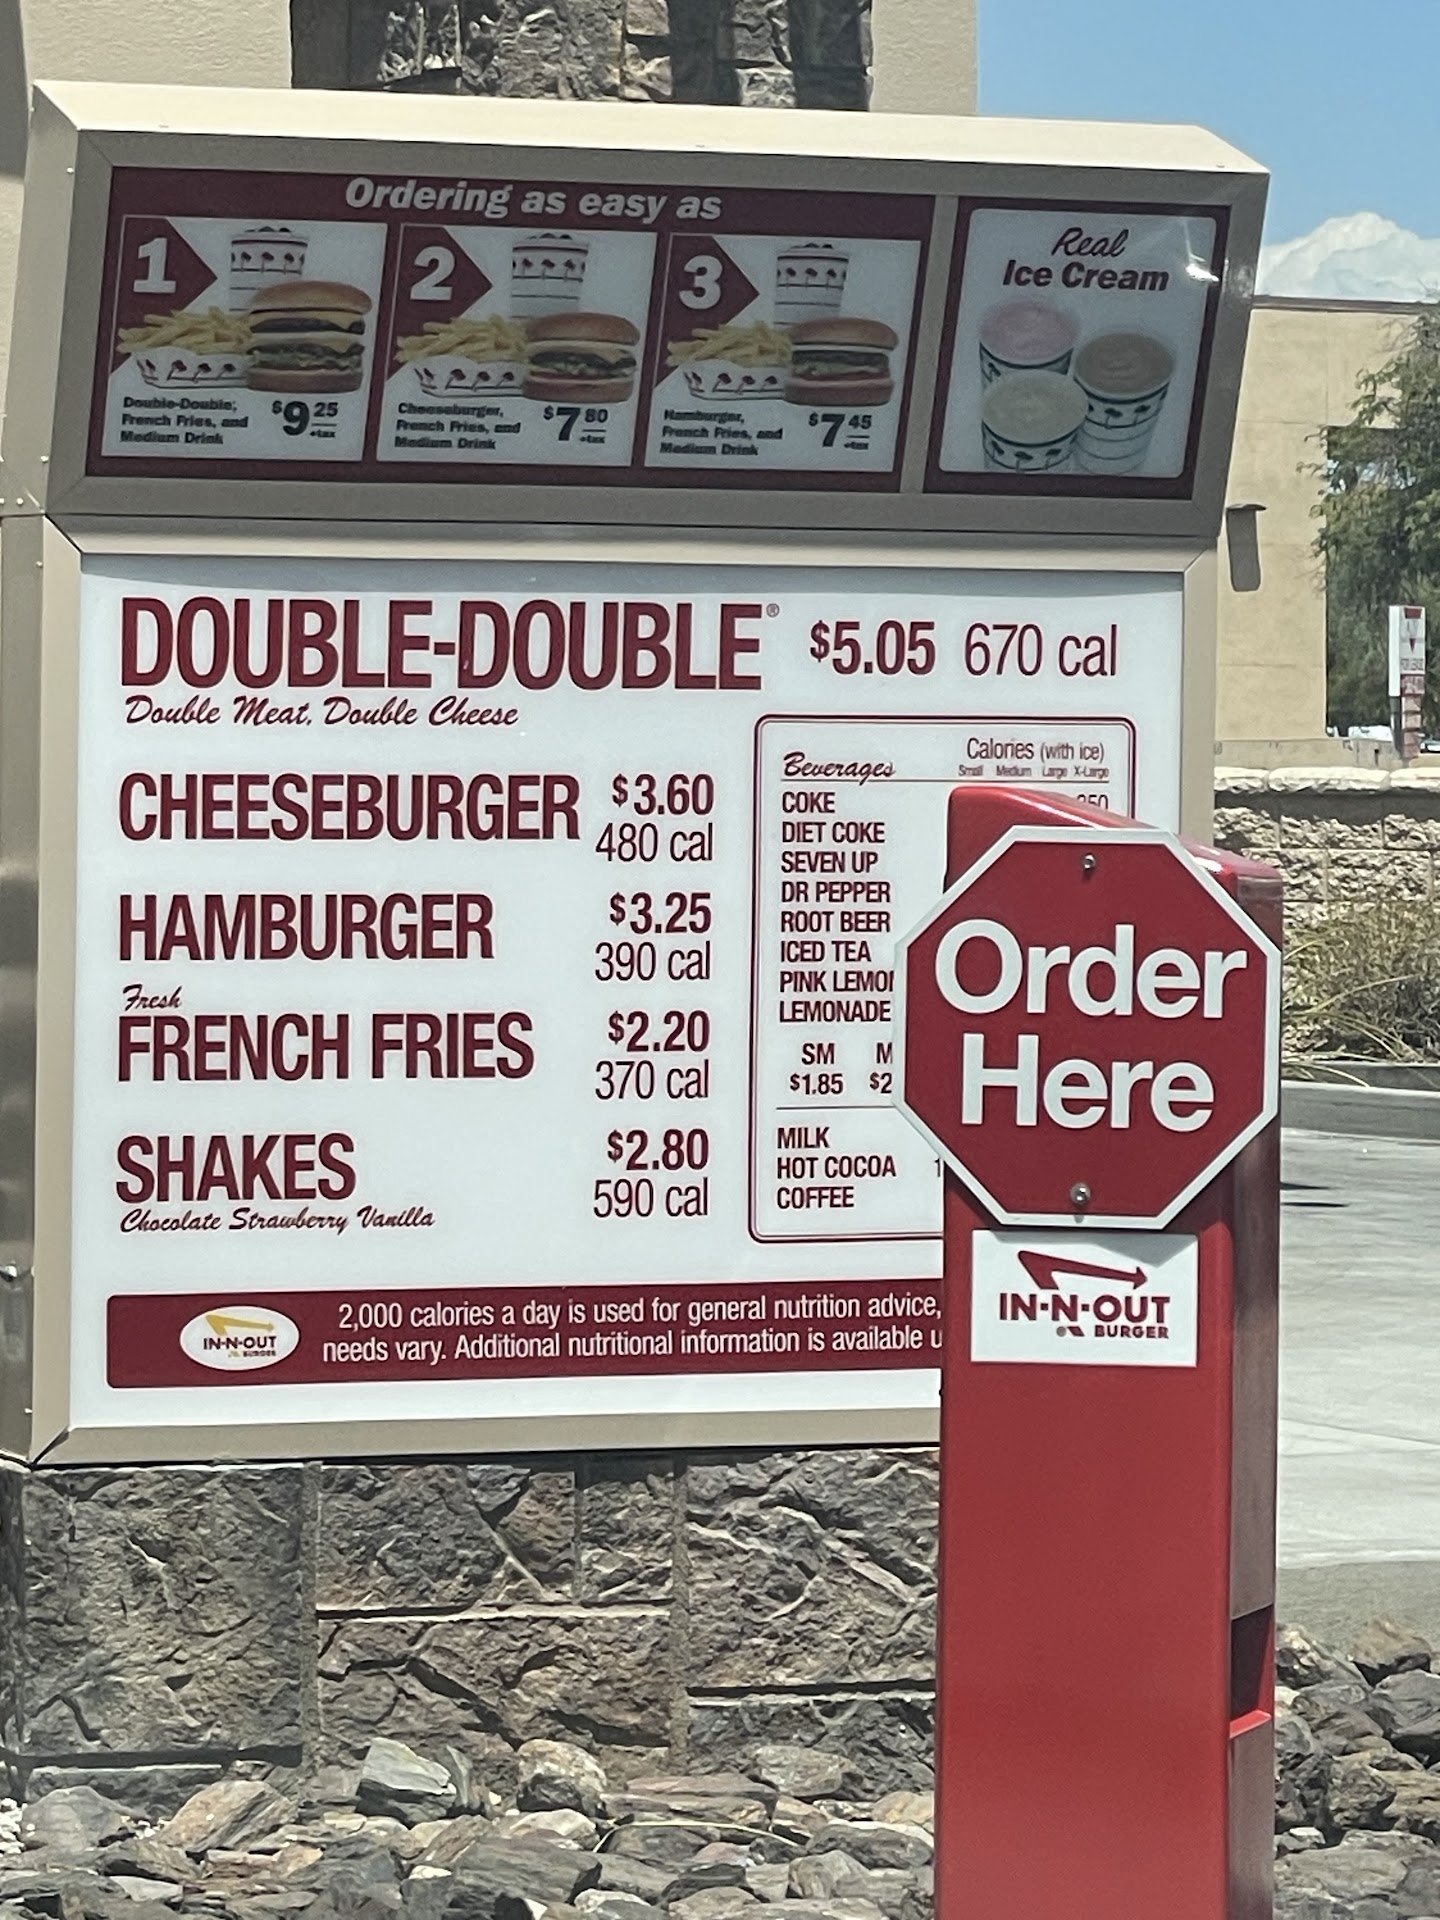 Ordering as easy as
1
Double-Double,
French Fries, and
Medium Drink
$9 25
+tax
2
Cheeseburger,
French Fries, and
Medium Drink
$7 80
+tax
3
Hamburger,
French Fries, and
Medium Drink
$7 45
+tax
Real
Ice Cream
DOUBLE-DOUBLE® $5.05 670 cal
Double Meat, Double Cheese
CHEESEBURGER $3.60
480 cal
HAMBURGER $3.25
390 cal
Fresh
FRENCH FRIES $2.20
370 cal
SHAKES $2.80
590 cal
Chocolate Strawberry Vanilla
Beverages Calories (with ice)
Small Medium Large X-Large
COKE
DIET COKE
SEVEN UP
DR PEPPER
ROOT BEER
ICED TEA
PINK LEMO
LEMONADE
SM M
$1.85 $2
MILK
HOT COCOA 1
COFFEE
IN-N-OUT
BURGER
2,000 calories a day is used for general nutrition advice,
needs vary. Additional nutritional information is available u
Order
Here
IN-N-OUT
BURGER